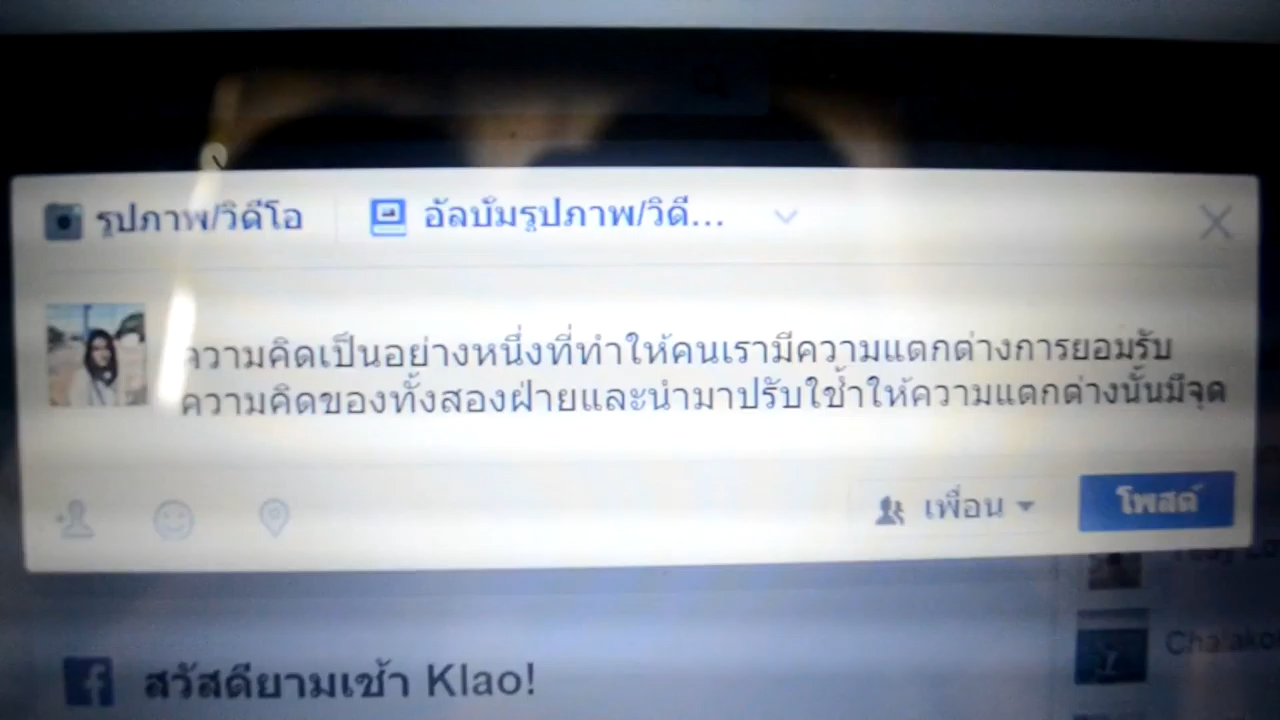 รูปภาพ/วิดีโอ
อัลบั้มรูปภาพ/วิดี...
ความคิดเป็นอย่างหนึ่งที่ทำให้คนเรามีความแตกต่างการยอมรับ
ความคิดของทั้งสองฝ่ายและนำมาปรับใช้ำให้ความแตกต่างนั้นมีจุด
เพื่อน
โพสต์
สวัสดียามเช้า Klao!